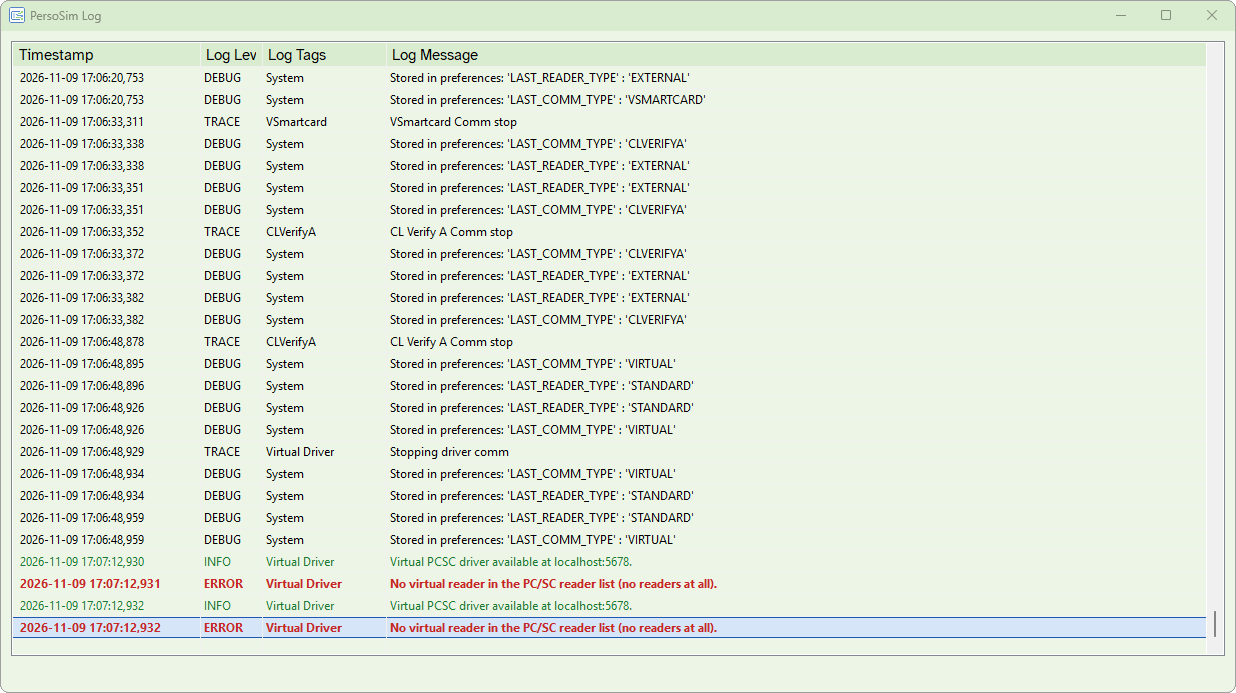 PersoSim Log
Timestamp Log Lev Log Tags Log Message
2026-11-09 17:06:20,753 DEBUG System Stored in preferences: 'LAST_READER_TYPE' : 'EXTERNAL'
2026-11-09 17:06:20,753 DEBUG System Stored in preferences: 'LAST_COMM_TYPE' : 'VSMARTCARD'
2026-11-09 17:06:33,311 TRACE VSmartcard VSmartcard Comm stop
2026-11-09 17:06:33,338 DEBUG System Stored in preferences: 'LAST_COMM_TYPE' : 'CLVERIFYA'
2026-11-09 17:06:33,338 DEBUG System Stored in preferences: 'LAST_READER_TYPE' : 'EXTERNAL'
2026-11-09 17:06:33,351 DEBUG System Stored in preferences: 'LAST_READER_TYPE' : 'EXTERNAL'
2026-11-09 17:06:33,351 DEBUG System Stored in preferences: 'LAST_COMM_TYPE' : 'CLVERIFYA'
2026-11-09 17:06:33,352 TRACE CLVerifyA CL Verify A Comm stop
2026-11-09 17:06:33,372 DEBUG System Stored in preferences: 'LAST_COMM_TYPE' : 'CLVERIFYA'
2026-11-09 17:06:33,372 DEBUG System Stored in preferences: 'LAST_READER_TYPE' : 'EXTERNAL'
2026-11-09 17:06:33,382 DEBUG System Stored in preferences: 'LAST_READER_TYPE' : 'EXTERNAL'
2026-11-09 17:06:33,382 DEBUG System Stored in preferences: 'LAST_COMM_TYPE' : 'CLVERIFYA'
2026-11-09 17:06:48,878 TRACE CLVerifyA CL Verify A Comm stop
2026-11-09 17:06:48,895 DEBUG System Stored in preferences: 'LAST_COMM_TYPE' : 'VIRTUAL'
2026-11-09 17:06:48,896 DEBUG System Stored in preferences: 'LAST_READER_TYPE' : 'STANDARD'
2026-11-09 17:06:48,926 DEBUG System Stored in preferences: 'LAST_READER_TYPE' : 'STANDARD'
2026-11-09 17:06:48,926 DEBUG System Stored in preferences: 'LAST_COMM_TYPE' : 'VIRTUAL'
2026-11-09 17:06:48,929 TRACE Virtual Driver Stopping driver comm
2026-11-09 17:06:48,934 DEBUG System Stored in preferences: 'LAST_COMM_TYPE' : 'VIRTUAL'
2026-11-09 17:06:48,934 DEBUG System Stored in preferences: 'LAST_READER_TYPE' : 'STANDARD'
2026-11-09 17:06:48,959 DEBUG System Stored in preferences: 'LAST_READER_TYPE' : 'STANDARD'
2026-11-09 17:06:48,959 DEBUG System Stored in preferences: 'LAST_COMM_TYPE' : 'VIRTUAL'
2026-11-09 17:07:12,930 INFO Virtual Driver Virtual PCSC driver available at localhost:5678.
2026-11-09 17:07:12,931 ERROR Virtual Driver No virtual reader in the PC/SC reader list (no readers at all).
2026-11-09 17:07:12,932 INFO Virtual Driver Virtual PCSC driver available at localhost:5678.
2026-11-09 17:07:12,932 ERROR Virtual Driver No virtual reader in the PC/SC reader list (no readers at all).